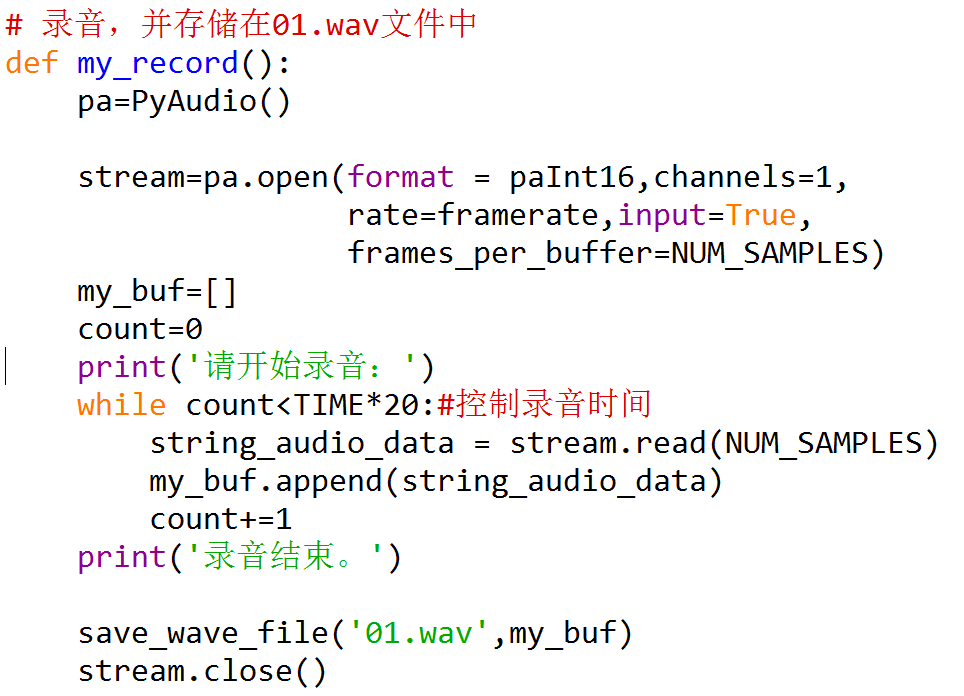 # 录音，并存储在01.wav文件中
def my_record():
    pa=PyAudio()

    stream=pa.open(format = paInt16,channels=1,
                   rate=framerate,input=True,
                   frames_per_buffer=NUM_SAMPLES)
    my_buf=[]
    count=0
    print('请开始录音：')
    while count<TIME*20:#控制录音时间
        string_audio_data = stream.read(NUM_SAMPLES)
        my_buf.append(string_audio_data)
        count+=1
    print('录音结束。')

    save_wave_file('01.wav',my_buf)
    stream.close()